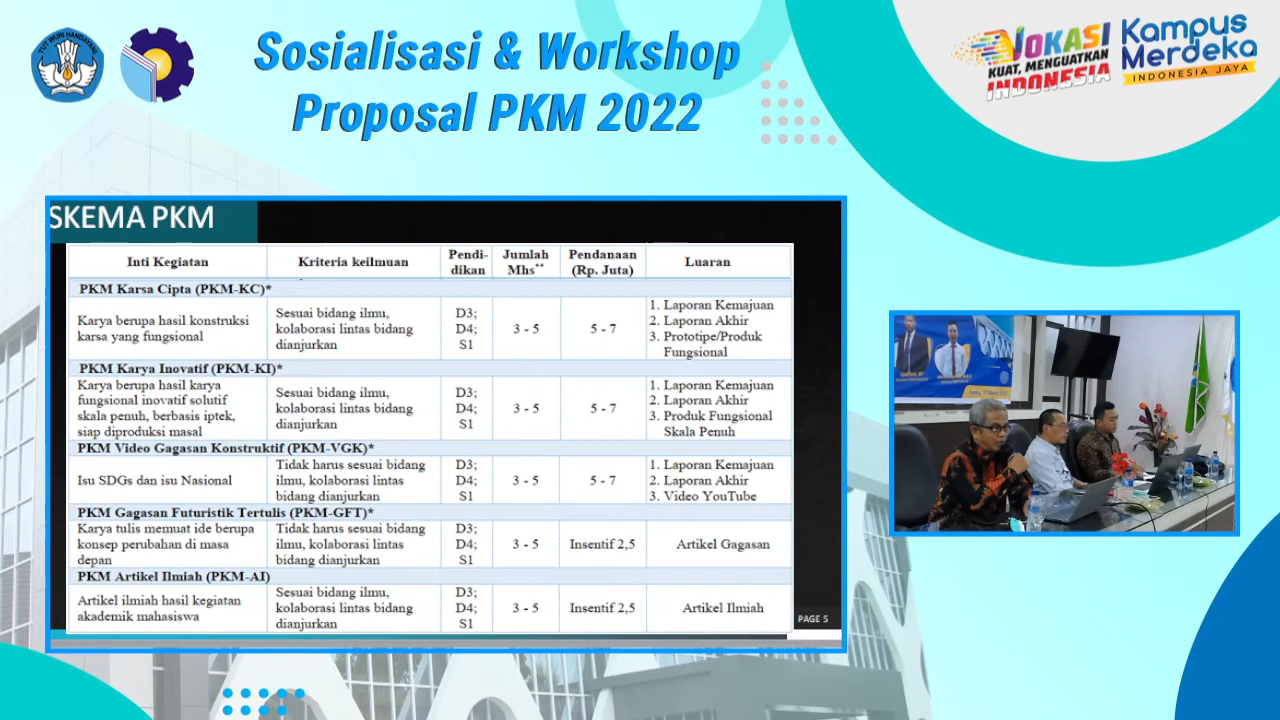 TUT WURI HANDAYANI
Sosialisasi & Workshop
Proposal PKM 2022
VOKASI
KUAT, MENGUATKAN
INDONESIA
Kampus
Merdeka
INDONESIA JAYA
SKEMA PKM
Inti Kegiatan
Kriteria keilmuan
Pendi-
dikan
Jumlah
Mhs**
Pendanaan
(Rp. Juta)
Luaran
PKM Karsa Cipta (PKM-KC)*
Karya berupa hasil konstruksi
karsa yang fungsional
Sesuai bidang ilmu,
kolaborasi lintas bidang
dianjurkan
D3;
D4;
S1
3 - 5
5 - 7
1. Laporan Kemajuan
2. Laporan Akhir
3. Prototipe/Produk
Fungsional
PKM Karya Inovatif (PKM-KI)*
Karya berupa hasil karya
fungsional inovatif solutif
skala penuh, berbasis iptek,
siap diproduksi masal
Sesuai bidang ilmu,
kolaborasi lintas bidang
dianjurkan
D3;
D4;
S1
3 - 5
5 - 7
1. Laporan Kemajuan
2. Laporan Akhir
3. Produk Fungsional
Skala Penuh
PKM Video Gagasan Konstruktif (PKM-VGK)*
Isu SDGs dan isu Nasional
Tidak harus sesuai bidang
ilmu, kolaborasi lintas
bidang dianjurkan
D3;
D4;
S1
3 - 5
5 - 7
1. Laporan Kemajuan
2. Laporan Akhir
3. Video YouTube
PKM Gagasan Futuristik Tertulis (PKM-GFT)*
Karya tulis memuat ide berupa
konsep perubahan di masa
depan
Tidak harus sesuai bidang
ilmu, kolaborasi lintas
bidang dianjurkan
D3;
D4;
S1
3 - 5
Insentif 2,5
Artikel Gagasan
PKM Artikel Ilmiah (PKM-AI)
Artikel ilmiah hasil kegiatan
akademik mahasiswa
Sesuai bidang ilmu,
kolaborasi lintas bidang
dianjurkan
D3;
D4;
S1
3 - 5
Insentif 2,5
Artikel Ilmiah
PAGE 5